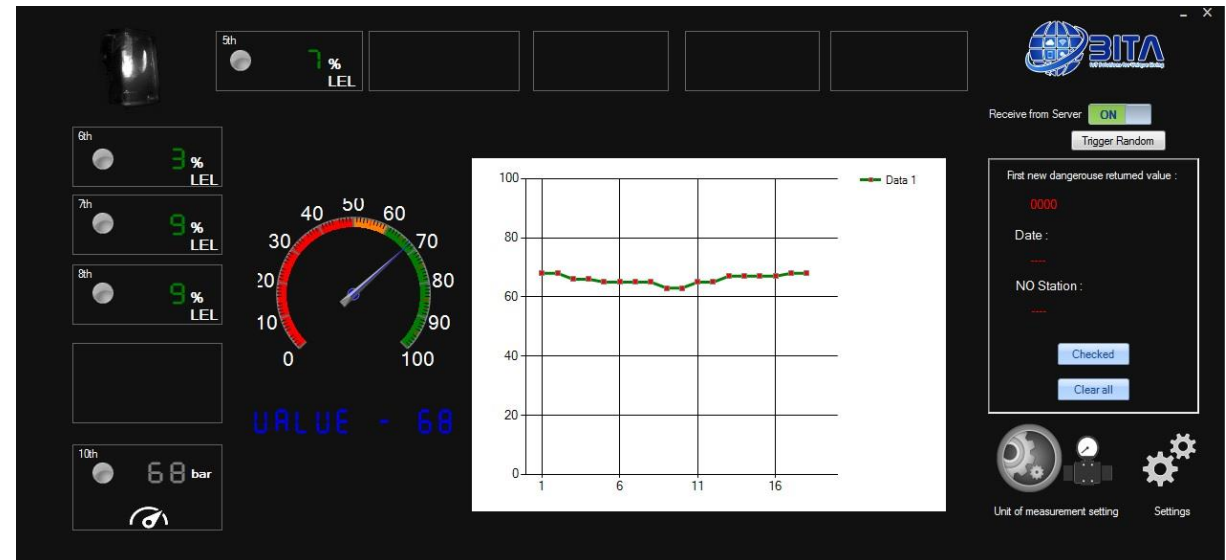 5th
7 %
LEL
BITA
Receive from Server ON
Trigger Random
6th
3 %
LEL
7th
9 %
LEL
8th
9 %
LEL
10th
68 bar
0 10 20 30 40 50 60 70 80 90 100
VALUE - 68
Data 1
100
80
60
40
20
0
1 6 11 16
First new dangerouse returned value :
0000
Date :
----
NO Station :
----
Checked
Clear all
Unit of measurement setting
Settings